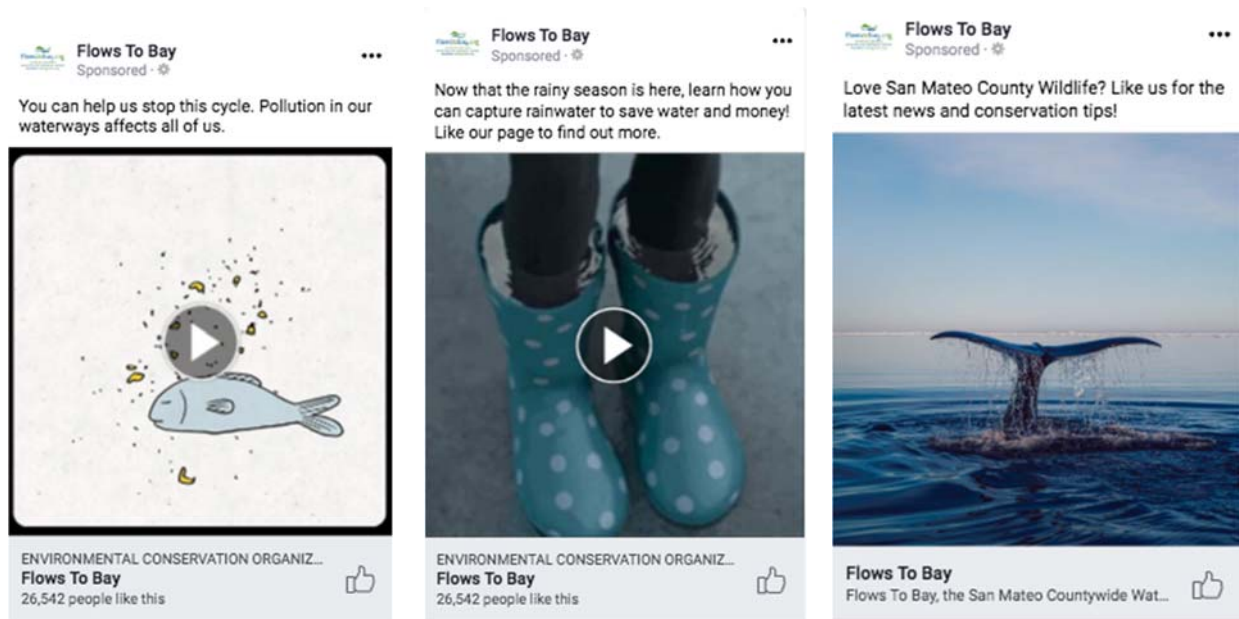 Flows To Bay
Sponsored ·
You can help us stop this cycle. Pollution in our
waterways affects all of us.
ENVIRONMENTAL CONSERVATION ORGANIZ...
Flows To Bay
26,542 people like this
Flows To Bay
Sponsored ·
Now that the rainy season is here, learn how you
can capture rainwater to save water and money!
Like our page to find out more.
ENVIRONMENTAL CONSERVATION ORGANIZ...
Flows To Bay
26,542 people like this
Flows To Bay
Sponsored ·
Love San Mateo County Wildlife? Like us for the
latest news and conservation tips!
Flows To Bay
Flows To Bay, the San Mateo Countywide Wat...